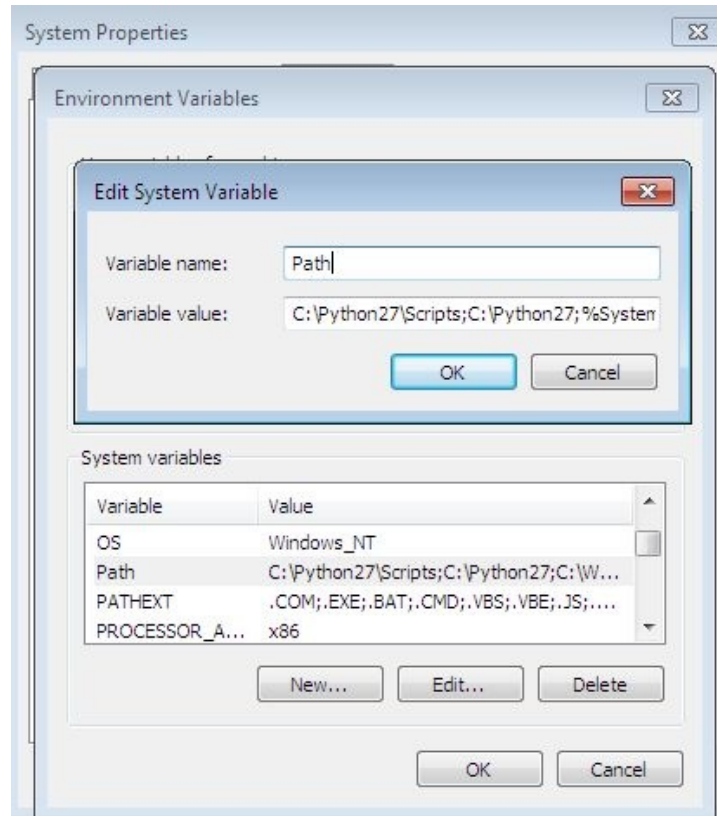 System Properties
Environment Variables
Edit System Variable
Variable name: Path
Variable value: C:\Python27\Scripts;C:\Python27;%System
OK Cancel
System variables
Variable Value
OS Windows_NT
Path C:\Python27\Scripts;C:\Python27;C:\W...
PATHEXT .COM;.EXE;.BAT;.CMD;.VBS;.VBE;.JS;....
PROCESSOR_A... x86
New... Edit... Delete
OK Cancel